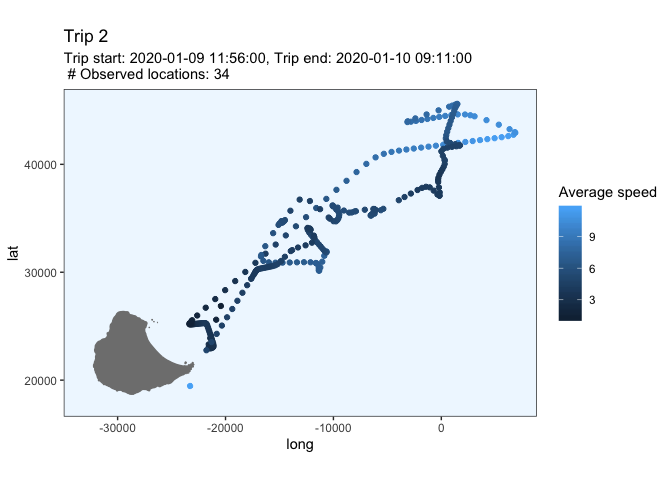 Trip 2
Trip start: 2020-01-09 11:56:00, Trip end: 2020-01-10 09:11:00
# Observed locations: 34
40000
30000
20000
lat
-30000
-20000
-10000
0
long
Average speed
9
6
3